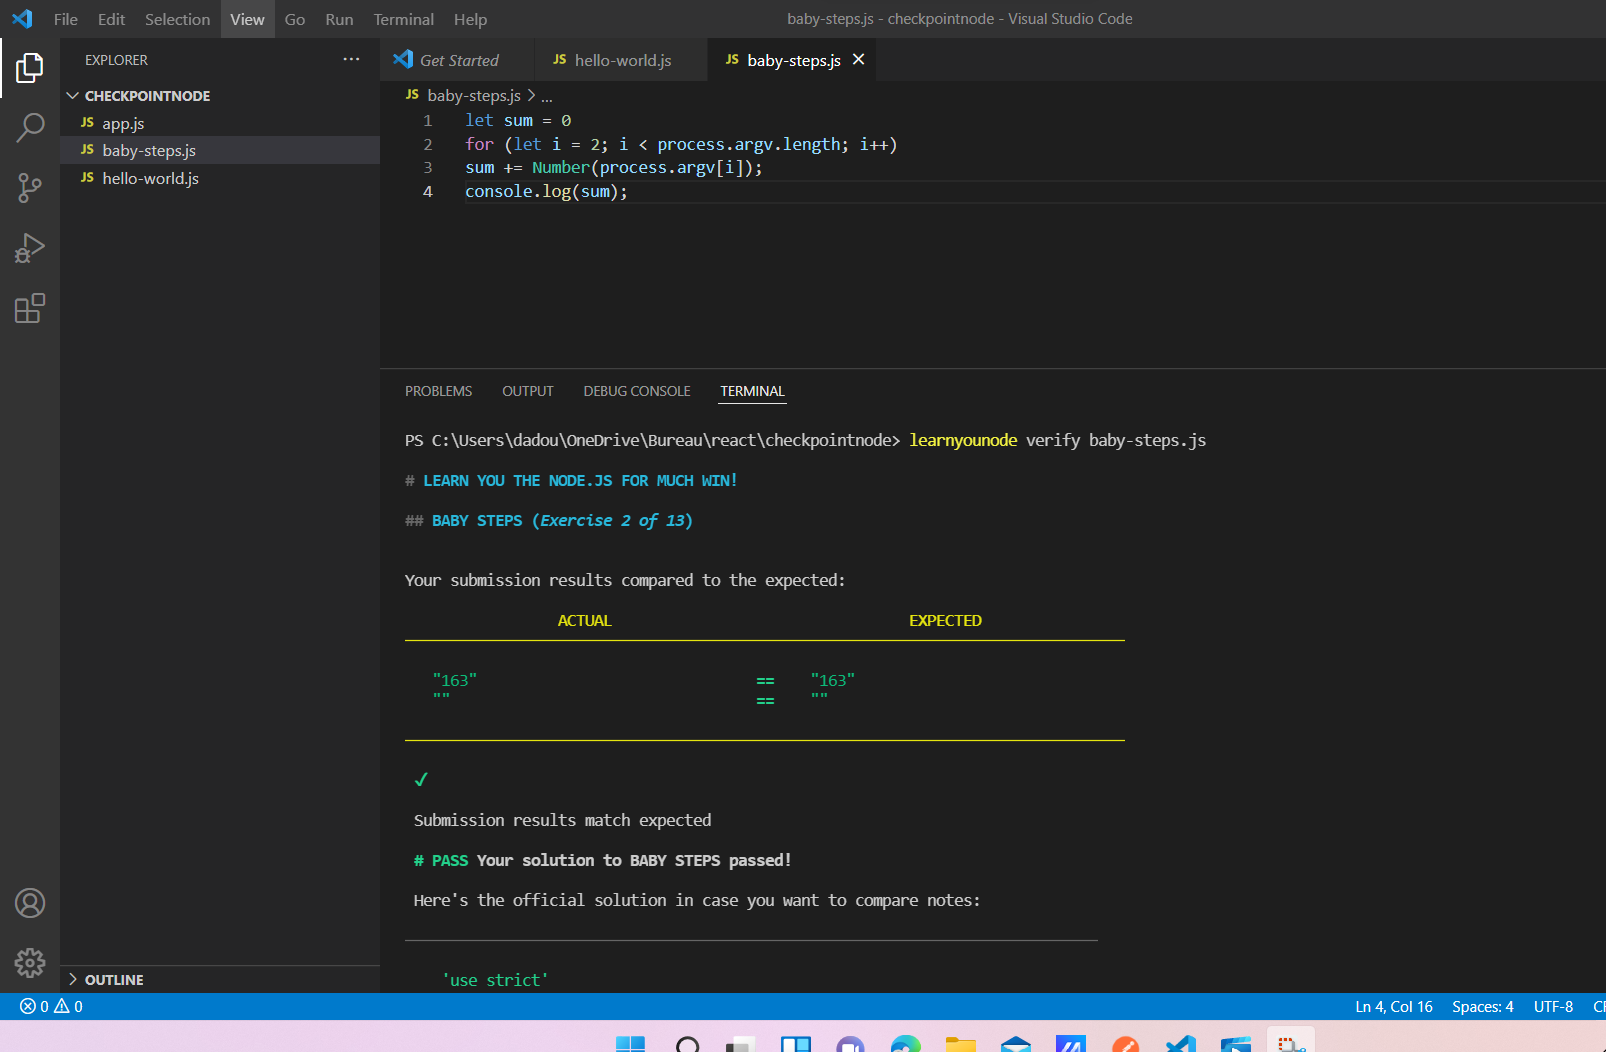 File Edit Selection View Go Run Terminal Help
baby-steps.js - checkpointnode - Visual Studio Code
EXPLORER ...
CHECKPOINTNODE
JS app.js
JS baby-steps.js
JS hello-world.js
OUTLINE
Get Started
JS hello-world.js
JS baby-steps.js
JS baby-steps.js > ...
1 let sum = 0
2 for (let i = 2; i < process.argv.length; i++)
3 sum += Number(process.argv[i]);
4 console.log(sum);
PROBLEMS OUTPUT DEBUG CONSOLE TERMINAL
PS C:\Users\dadou\OneDrive\Bureau\react\checkpointnode> learnyounode verify baby-steps.js
# LEARN YOU THE NODE.JS FOR MUCH WIN!
## BABY STEPS (Exercise 2 of 13)
Your submission results compared to the expected:
ACTUAL EXPECTED
"163" == "163"
"" == ""
✓
Submission results match expected
# PASS Your solution to BABY STEPS passed!
Here's the official solution in case you want to compare notes:
'use strict'
0 0 Ln 4, Col 16 Spaces: 4 UTF-8